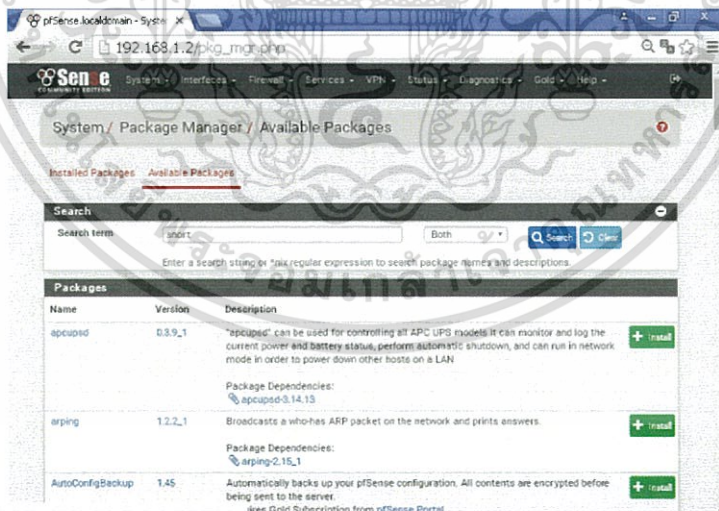 pfSense.localdomain - Syste
192.168.1.2/pkg_mgr.php
Sense System Interfaces Firewall Services VPN Status Diagnostics Gold Help
COMMUNITY EDITION
System / Package Manager / Available Packages
Installed Packages Available Packages
Search
Search term snort Both Search Clear
Enter a search string or *nix regular expression to search package names and descriptions.
Packages
Name Version Description
apcupsd 0.3.9_1 "apcupsd" can be used for controlling all APC UPS models It can monitor and log the Install
current power and battery status, perform automatic shutdown, and can run in network
mode in order to power down other hosts on a LAN
Package Dependencies:
apcupsd-3.14.13
arping 1.2.2_1 Broadcasts a who-has ARP packet on the network and prints answers. Install
Package Dependencies:
arping-2.15_1
AutoConfigBackup 1.45 Automatically backs up your pfSense configuration. All contents are encrypted before Install
being sent to the server.
Gold Subscription from pfSense Portal